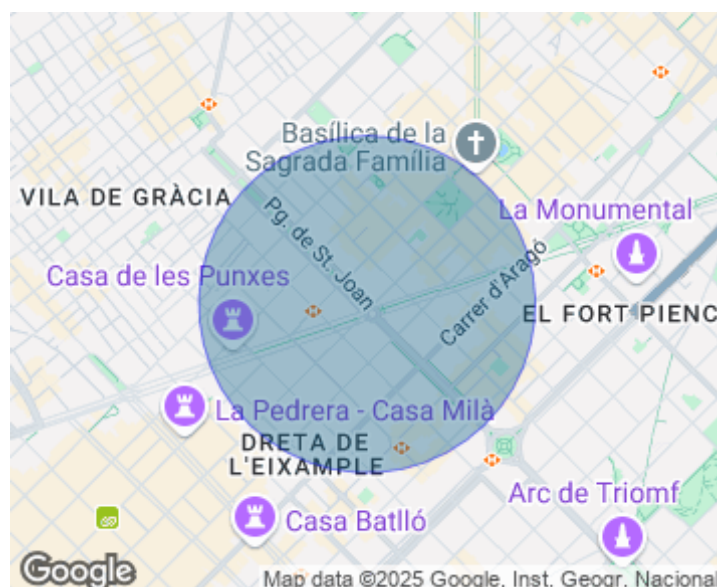 Basílica de la
Sagrada Família
VILA DE GRÀCIA
Pg. de St. Joan
La Monumental
Casa de les Punxes
Carrer d'Aragó
EL FORT PIENC
La Pedrera - Casa Milà
DRETA DE
L'EIXAMPLE
Arc de Triomf
Casa Batlló
Google
Map data ©2025 Google, Inst. Geogr. Nacional